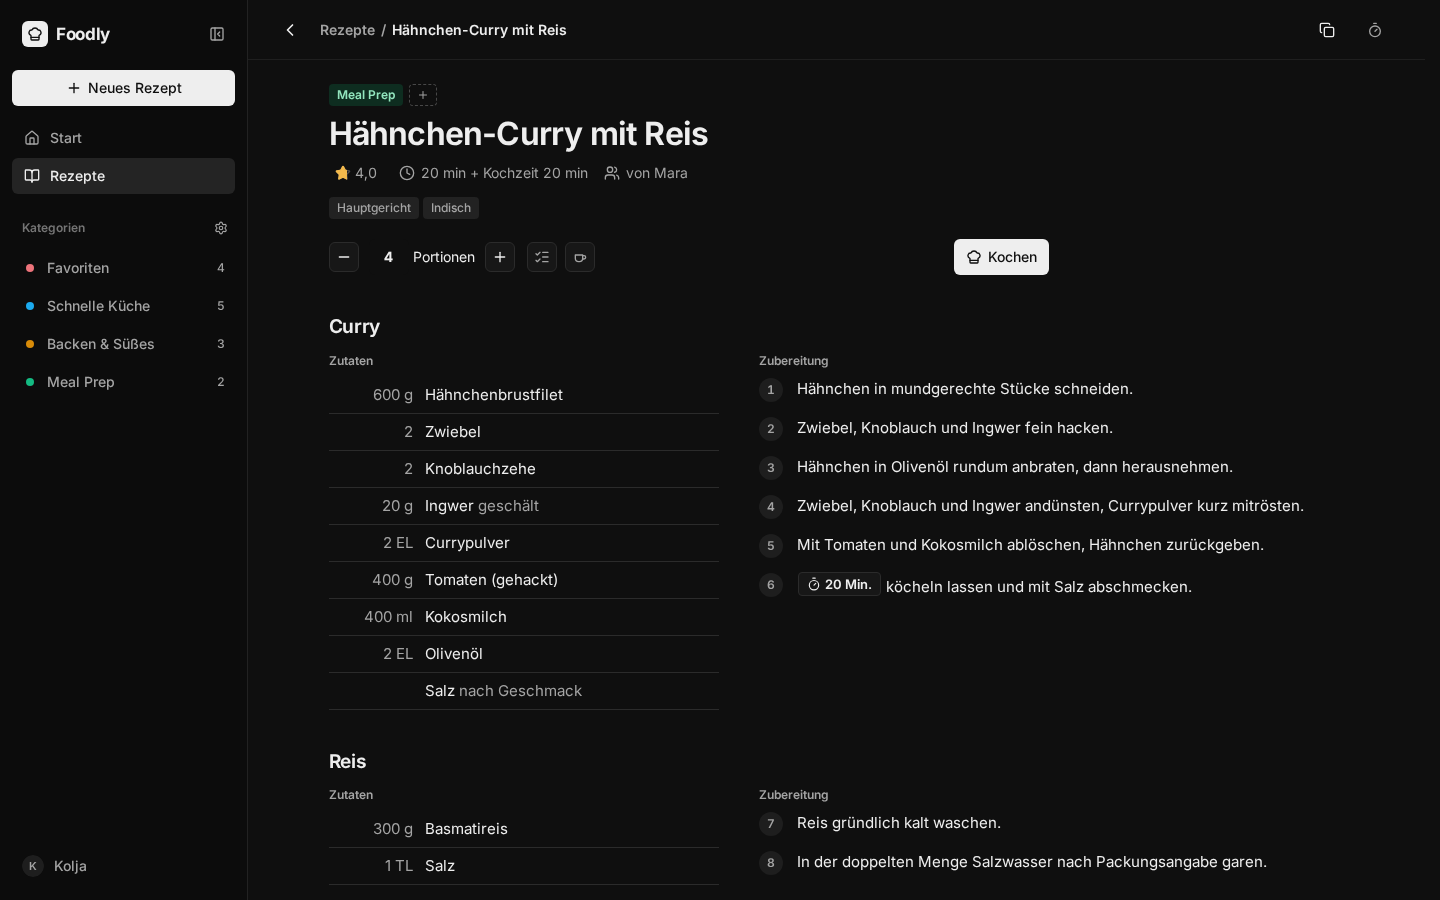 Foodly
Neues Rezept
Start
Rezepte
Kategorien
Favoriten 4
Schnelle Küche 5
Backen & Süßes 3
Meal Prep 2
K Kolja
Rezepte / Hähnchen-Curry mit Reis
Meal Prep +
Hähnchen-Curry mit Reis
4,0 20 min + Kochzeit 20 min von Mara
Hauptgericht Indisch
4 Portionen
Kochen
Curry
Zutaten
600 g Hähnchenbrustfilet
2 Zwiebel
2 Knoblauchzehe
20 g Ingwer geschält
2 EL Currypulver
400 g Tomaten (gehackt)
400 ml Kokosmilch
2 EL Olivenöl
Salz nach Geschmack
Zubereitung
1 Hähnchen in mundgerechte Stücke schneiden.
2 Zwiebel, Knoblauch und Ingwer fein hacken.
3 Hähnchen in Olivenöl rundum anbraten, dann herausnehmen.
4 Zwiebel, Knoblauch und Ingwer andünsten, Currypulver kurz mitrösten.
5 Mit Tomaten und Kokosmilch ablöschen, Hähnchen zurückgeben.
6 20 Min. köcheln lassen und mit Salz abschmecken.
Reis
Zutaten
300 g Basmatireis
1 TL Salz
Zubereitung
7 Reis gründlich kalt waschen.
8 In der doppelten Menge Salzwasser nach Packungsangabe garen.